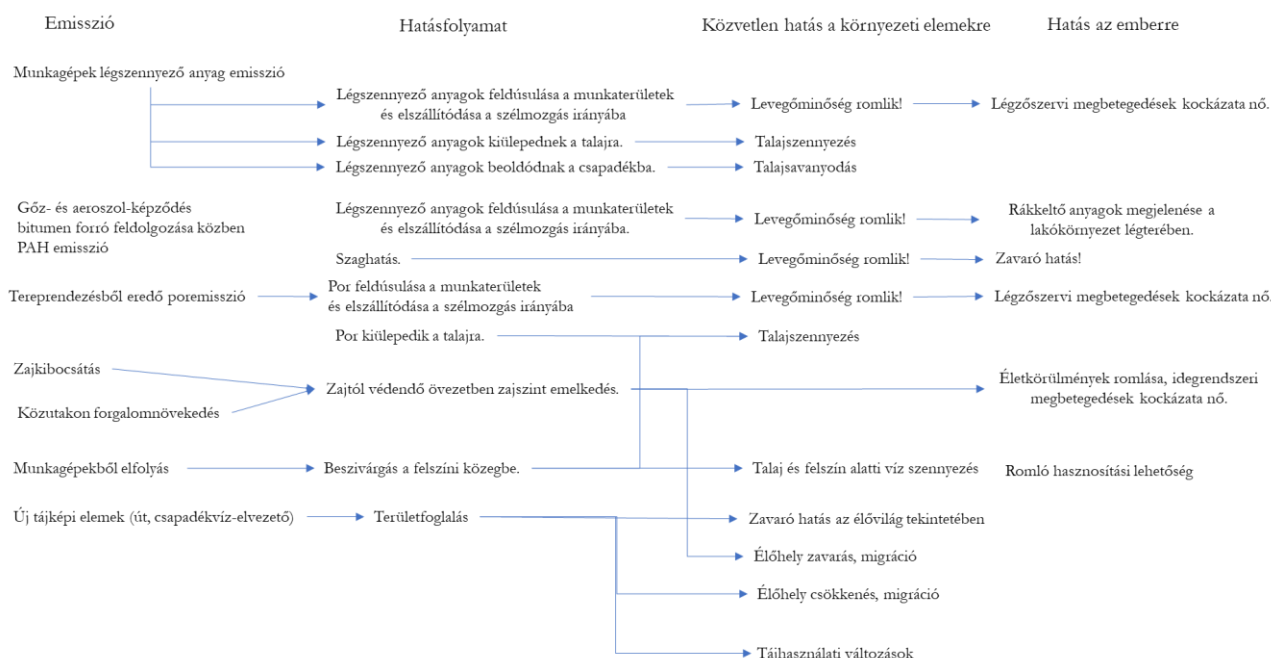 Emisszió
Hatásfolyamat
Közvetlen hatás a környezeti elemekre
Hatás az emberre
Munkagépek légszennyező anyag emisszió
Légszennyező anyagok feldúsulása a munkaterületek
és elszállítódása a szélmozgás irányába
Levegőminőség romlik!
Légzőszervi megbetegedések kockázata nő.
Légszennyező anyagok kiülepednek a talajra.
Talajszennyezés
Légszennyező anyagok beoldódnak a csapadékba.
Talajsavanyodás
Gőz- és aeroszol-képződés
bitumen forró feldolgozása közben
PAH emisszió
Légszennyező anyagok feldúsulása a munkaterületek
és elszállítódása a szélmozgás irányába.
Levegőminőség romlik!
Rákkeltő anyagok megjelenése a
lakókörnyezet légterében.
Szaghatás.
Levegőminőség romlik!
Zavaró hatás!
Tereprendezésből eredő poremisszió
Por feldúsulása a munkaterületek
és elszállítódása a szélmozgás irányába
Levegőminőség romlik!
Légzőszervi megbetegedések kockázata nő.
Por kiülepedik a talajra.
Talajszennyezés
Zajkibocsátás
Közutakon forgalomnövekedés
Zajtól védendő övezetben zajszint emelkedés.
Életkörülmények romlása, idegrendszeri
megbetegedések kockázata nő.
Munkagépekből elfolyás
Beszivárgás a felszíni közegbe.
Talaj és felszín alatti víz szennyezés
Romló hasznosítási lehetőség
Új tájképi elemek (út, csapadékvíz-elvezető)
Területfoglalás
Zavaró hatás az élővilág tekintetében
Élőhely zavarás, migráció
Élőhely csökkenés, migráció
Tájhasználati változások